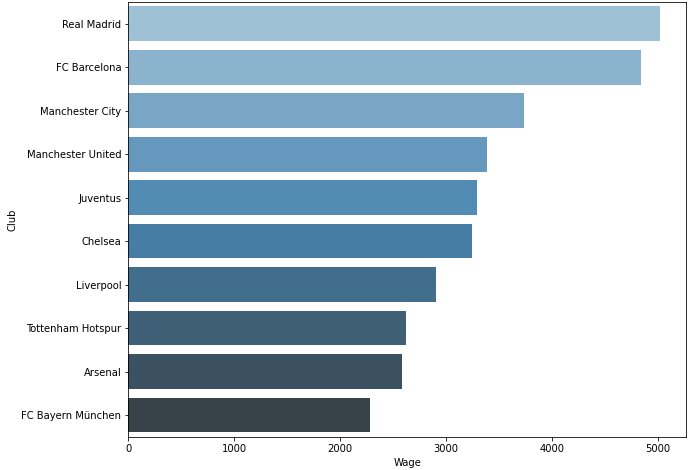 Real Madrid
FC Barcelona
Manchester City
Manchester United
Juventus
Chelsea
Liverpool
Tottenham Hotspur
Arsenal
FC Bayern München
Club
0 1000 2000 3000 4000 5000
Wage